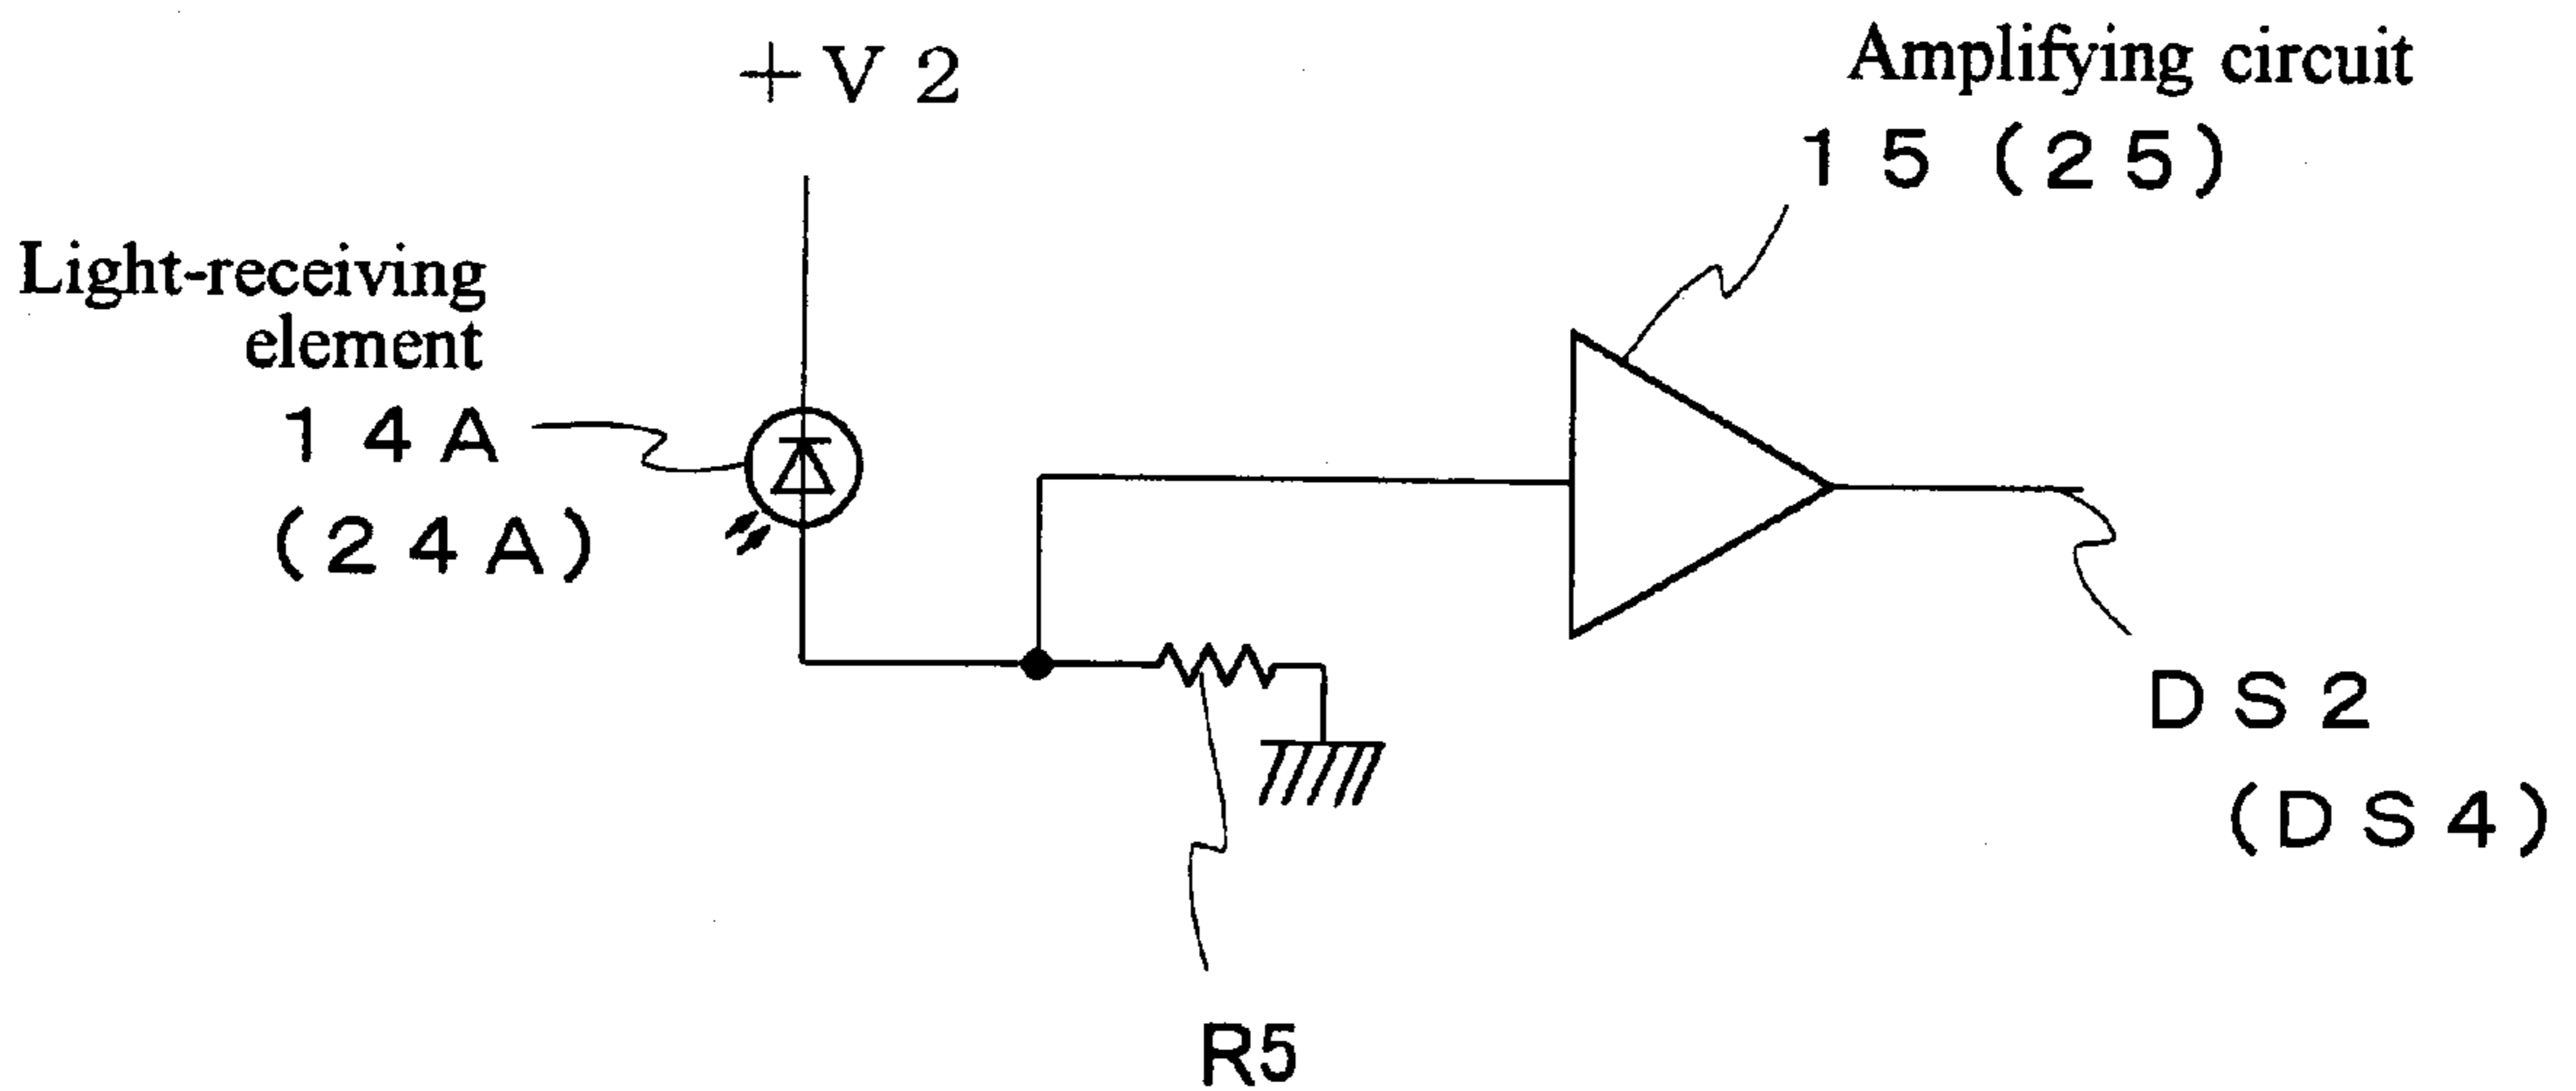 +V2
Amplifying circuit
15(25)
Light-receiving
element
14A
(24A)
DS2
(DS4)
R5